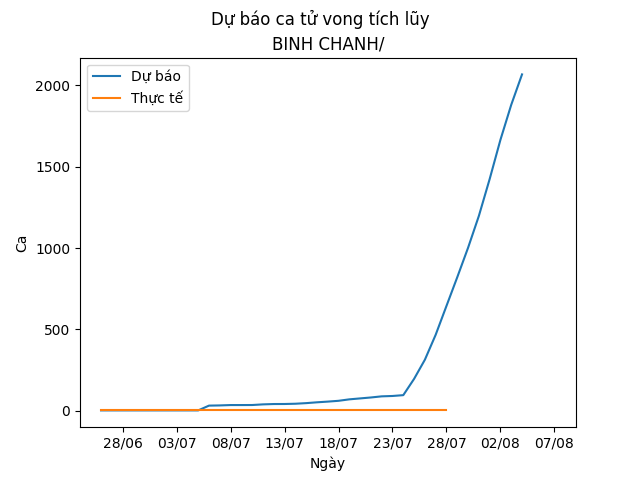 Dự báo ca tử vong tích lũy
BINH CHANH/
Dự báo
Thực tế
2000
1500
1000
500
0
Ca
28/06 03/07 08/07 13/07 18/07 23/07 28/07 02/08 07/08
Ngày